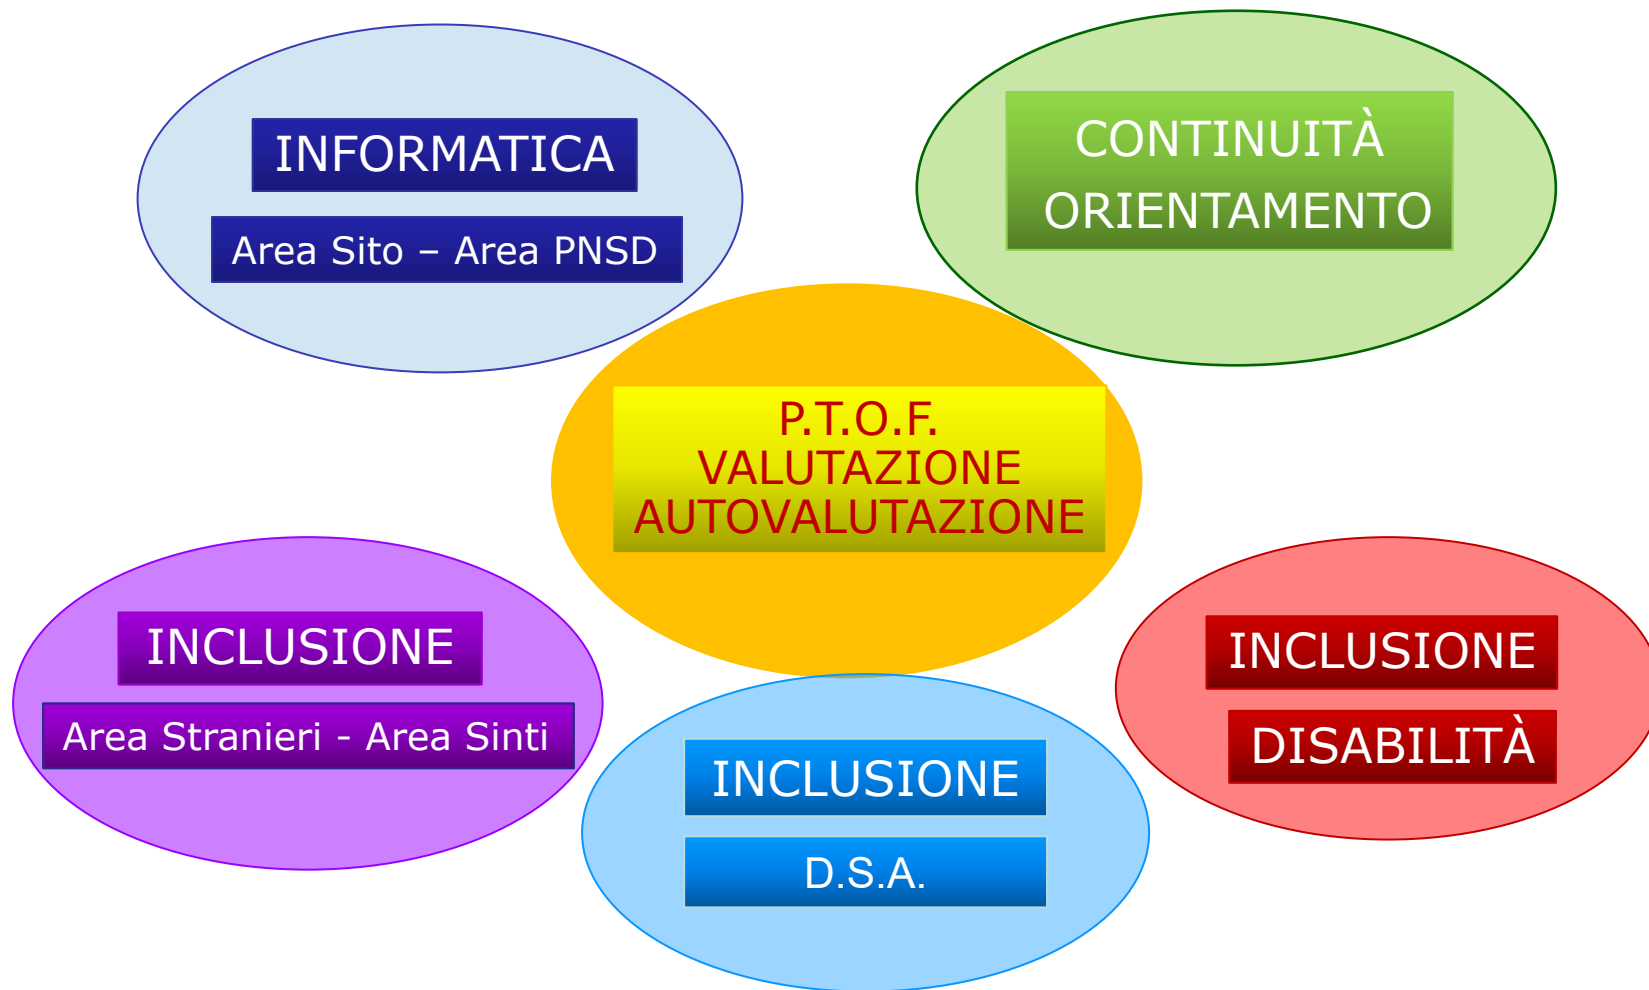 INFORMATICA
Area Sito – Area PNSD
CONTINUITÀ
ORIENTAMENTO
P.T.O.F.
VALUTAZIONE
AUTOVALUTAZIONE
INCLUSIONE
Area Stranieri - Area Sinti
INCLUSIONE
D.S.A.
INCLUSIONE
DISABILITÀ